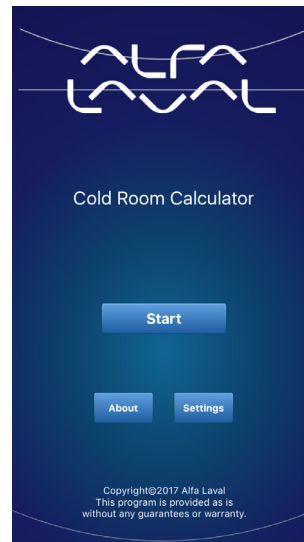 ALFA
LAVAL
Cold Room Calculator
Start
About Settings
Copyright©2017 Alfa Laval
This program is provided as is
without any guarantees or warranty.